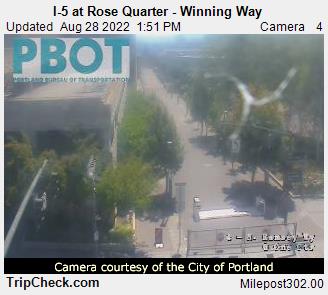 I-5 at Rose Quarter - Winning Way
Updated Aug 28 2022 1:51 PM Camera 4
PBOT
PORTLAND BUREAU OF TRANSPORTATION
Camera courtesy of the City of Portland
TripCheck.com Milepost302.00